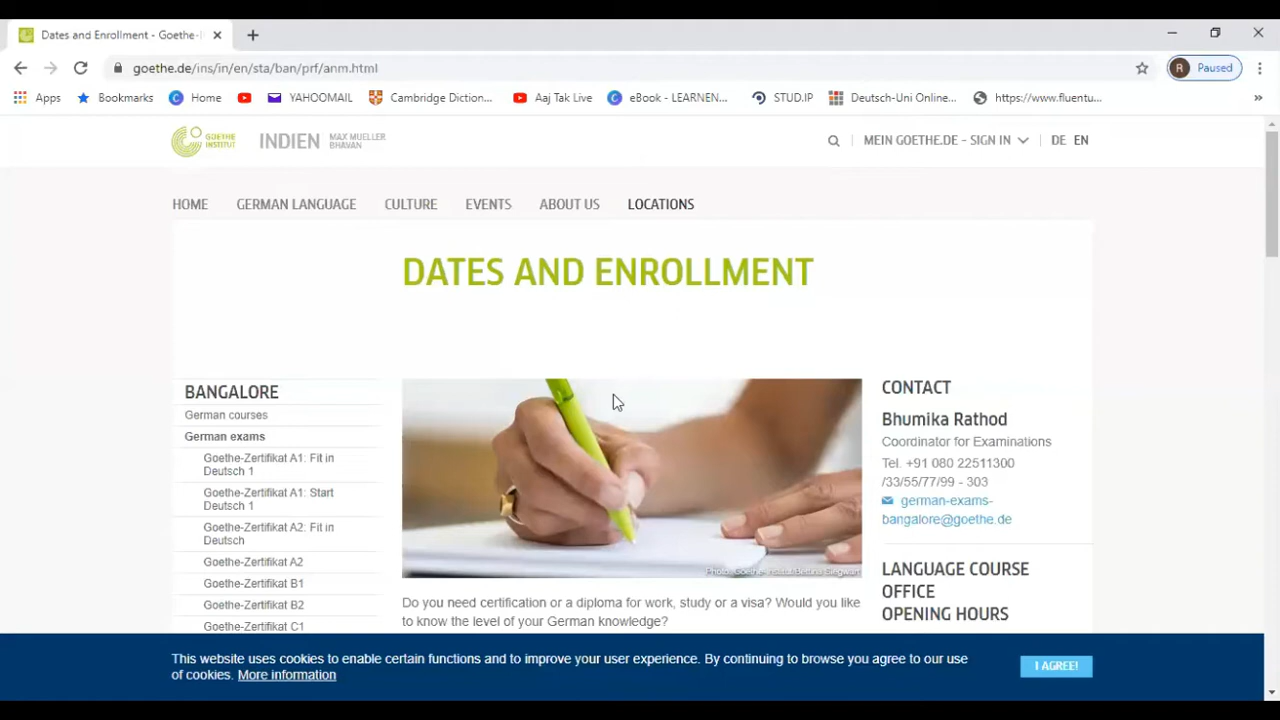 Dates and Enrollment - Goethe-I
goethe.de/ins/in/en/sta/ban/prf/anm.html
R Paused
Apps Bookmarks Home YAHOOMAIL Cambridge Diction... Aaj Tak Live eBook - LEARNEN... STUD.IP Deutsch-Uni Online... https://www.fluentu... »
GOETHE
INSTITUT
INDIEN
MAX MUELLER
BHAVAN
MEIN GOETHE.DE - SIGN IN
DE EN
HOME GERMAN LANGUAGE CULTURE EVENTS ABOUT US LOCATIONS
DATES AND ENROLLMENT
BANGALORE
German courses
German exams
Goethe-Zertifikat A1: Fit in
Deutsch 1
Goethe-Zertifikat A1: Start
Deutsch 1
Goethe-Zertifikat A2: Fit in
Deutsch
Goethe-Zertifikat A2
Goethe-Zertifikat B1
Goethe-Zertifikat B2
Goethe-Zertifikat C1
Photo: Goethe-Institut/Bettina
Do you need certification or a diploma for work, study or a visa? Would you like
to know the level of your German knowledge?
CONTACT
Bhumika Rathod
Coordinator for Examinations
Tel. +91 080 22511300
/33/55/77/99 - 303
german-exams-
bangalore@goethe.de
LANGUAGE COURSE
OFFICE
OPENING HOURS
This website uses cookies to enable certain functions and to improve your user experience. By continuing to browse you agree to our use
of cookies. More information
I AGREE!